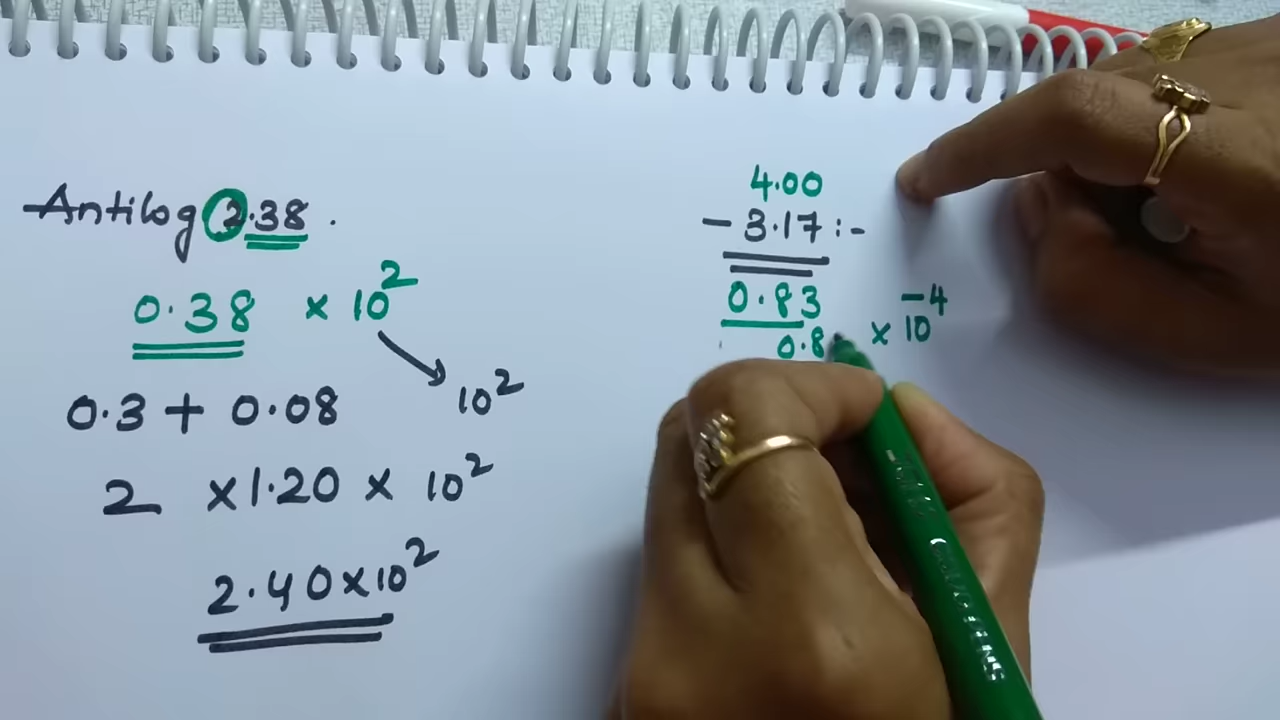 Antilog 2.38 .
0.38 × 10²
0.3 + 0.08 10²
2 × 1.20 × 10²
2.40 × 10²
4.00
- 3.17 :-
0.83 × 10⁻⁴
0.8